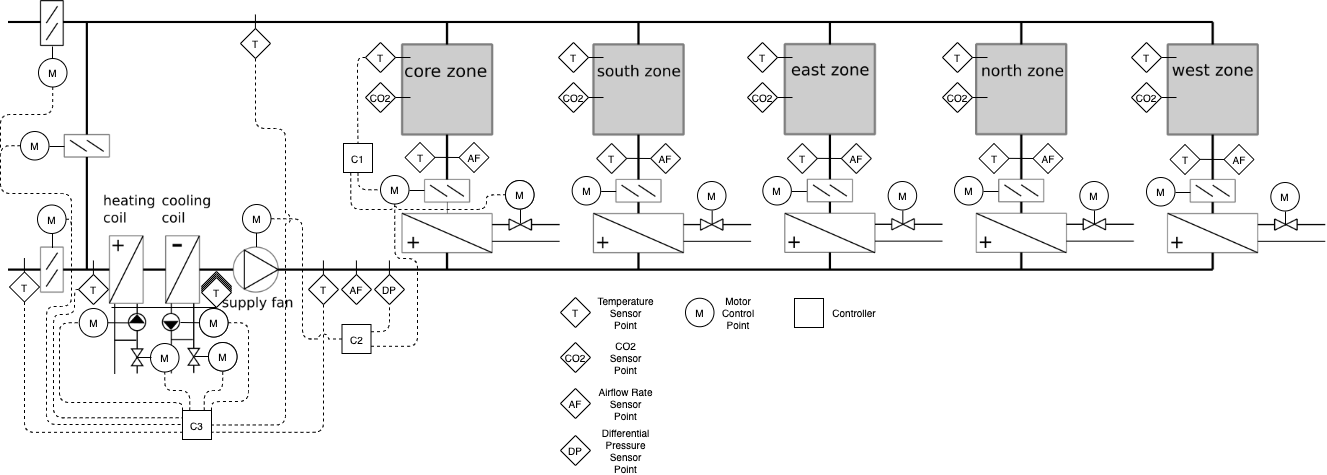 T
T
T
T
T
T
M
core zone
south zone
east zone
north zone
west zone
CO2
CO2
CO2
CO2
CO2
M
C1
T
AF
T
AF
T
AF
T
AF
T
AF
heating
coil
cooling
coil
M
M
M
M
M
M
M
M
M
M
M
M
+
-
+
+
+
+
+
T
T
T
T
AF
DP
supply fan
M
M
C2
M
M
C3
T
Temperature
Sensor
Point
M
Motor
Control
Point
Controller
CO2
CO2
Sensor
Point
AF
Airflow Rate
Sensor
Point
DP
Differential
Pressure
Sensor
Point